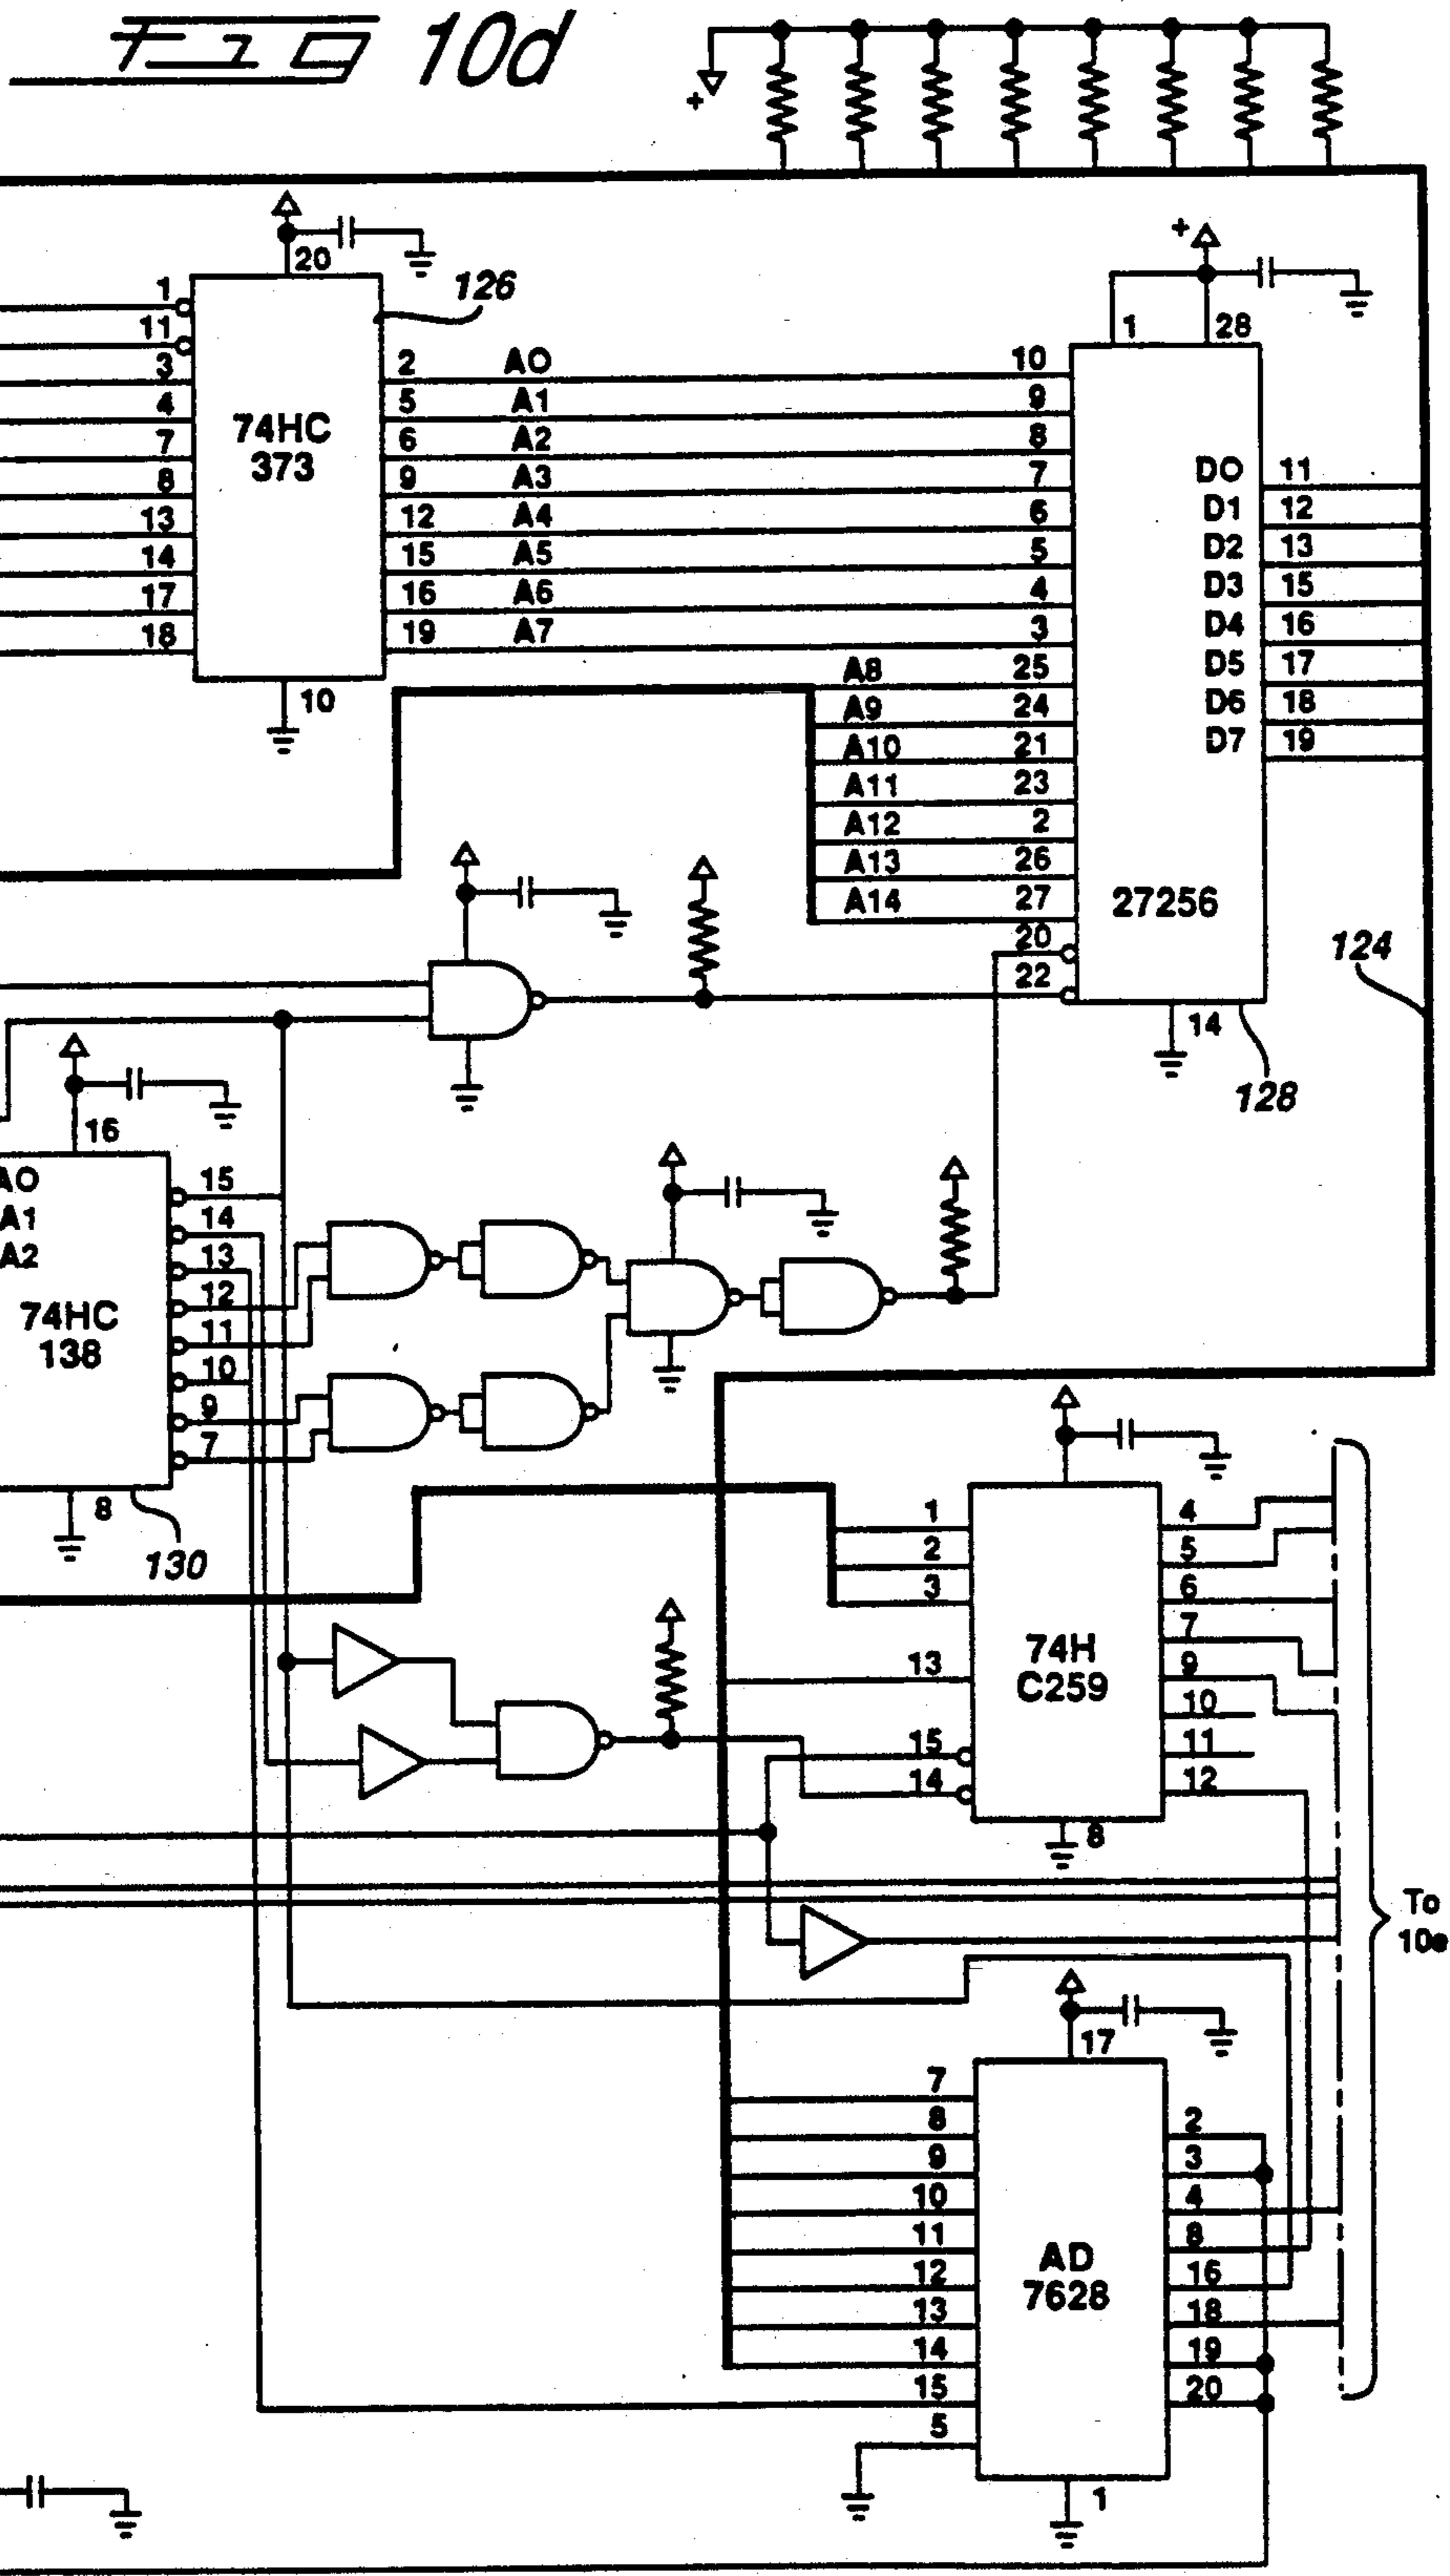 Fig 10d
+
20
126
1
11
3
4
7
8
13
14
17
18
74HC
373
2 A0
5 A1
6 A2
9 A3
12 A4
15 A5
16 A6
19 A7
10
+
1 28
10
9
8
7
6
5
4
3
A8 25
A9 24
A10 21
A11 23
A12 2
A13 26
A14 27
20
22
D0 11
D1 12
D2 13
D3 15
D4 16
D5 17
D6 18
D7 19
27256
14
124
128
16
A0
A1
A2
74HC
138
15
14
13
12
11
10
9
7
8
130
1
2
3
13
15
14
74H
C259
4
5
6
7
9
10
11
12
8
To
10e
17
7
8
9
10
11
12
13
14
15
5
AD
7628
2
3
4
8
16
18
19
20
1